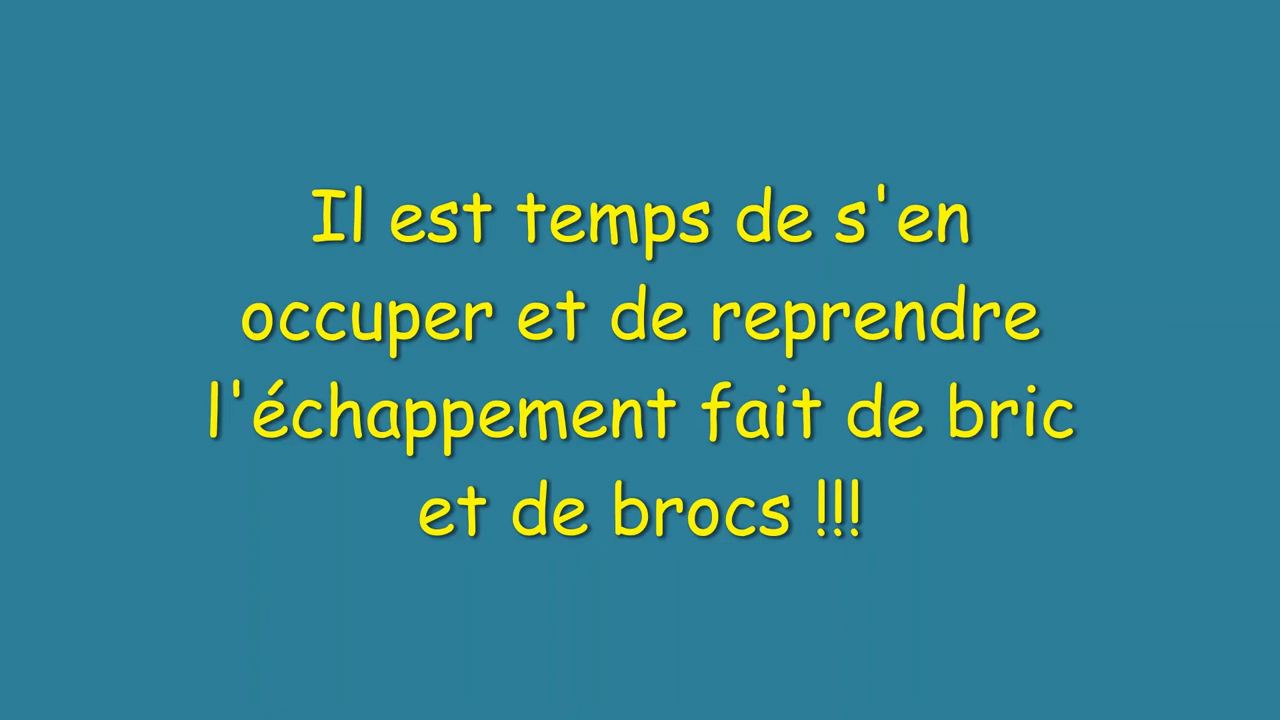 Il est temps de s'en
occuper et de reprendre
l'échappement fait de bric
et de brocs !!!